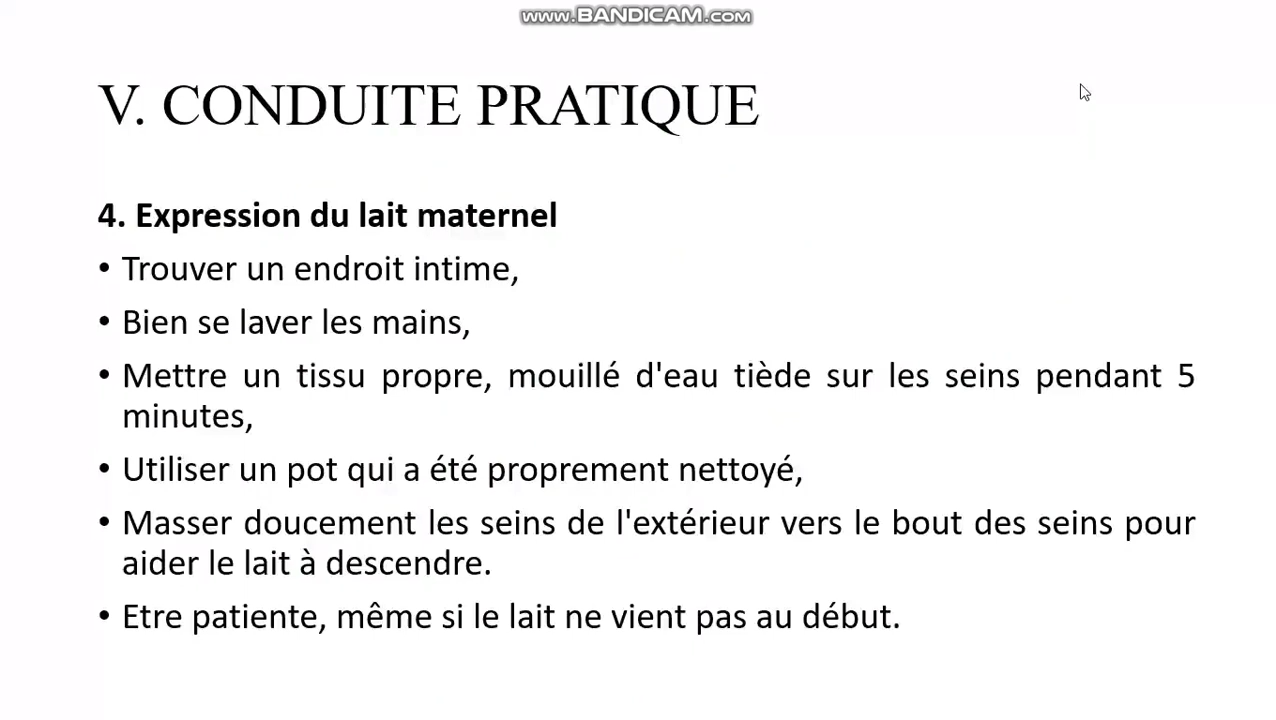 www.BANDICAM.com
V. CONDUITE PRATIQUE
4. Expression du lait maternel
• Trouver un endroit intime,
• Bien se laver les mains,
• Mettre un tissu propre, mouillé d'eau tiède sur les seins pendant 5
minutes,
• Utiliser un pot qui a été proprement nettoyé,
• Masser doucement les seins de l'extérieur vers le bout des seins pour
aider le lait à descendre.
• Etre patiente, même si le lait ne vient pas au début.